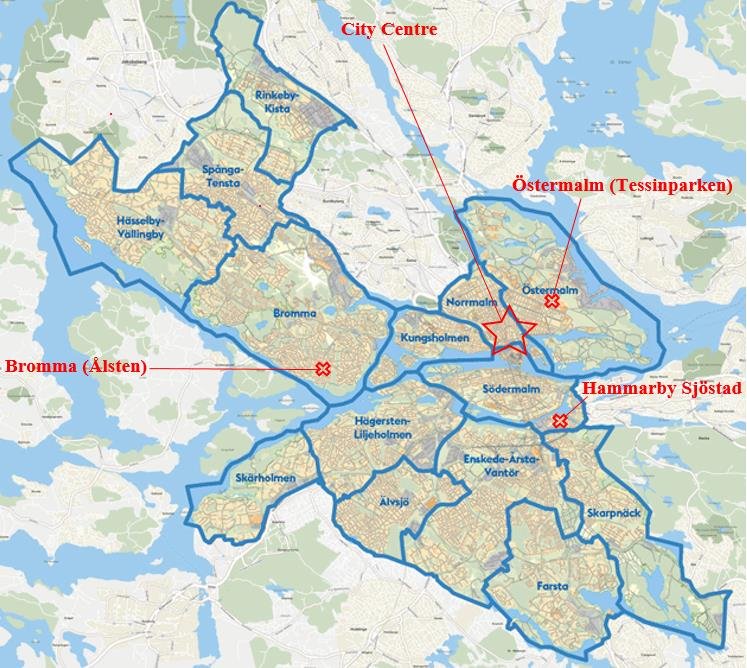 City Centre
Rinkeby-
Kista
Spånga-
Tensta
Östermalm (Tessinparken)
Hässelby-
Vällingby
Östermalm
Norrmalm
Bromma
Kungsholmen
Bromma (Ålsten)
Södermalm
Hammarby Sjöstad
Hägersten-
Liljeholmen
Enskede-Årsta-
Vantör
Skärholmen
Älvsjö
Skarpnäck
Farsta